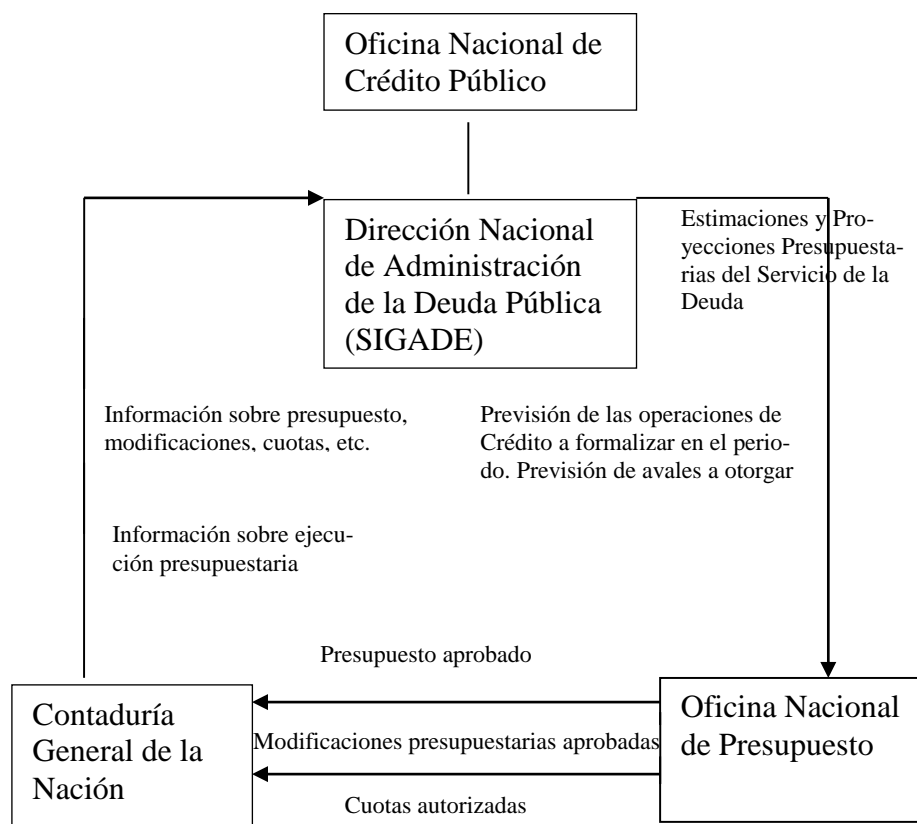 Oficina Nacional de
Crédito Público
Dirección Nacional
de Administración
de la Deuda Pública
(SIGADE)
Estimaciones y Pro-
yecciones Presupuesta-
rias del Servicio de la
Deuda
Información sobre presupuesto,
modificaciones, cuotas, etc.
Previsión de las operaciones de
Crédito a formalizar en el perio-
do. Previsión de avales a otorgar
Información sobre ejecu-
ción presupuestaria
Presupuesto aprobado
Contaduría
General de la
Nación
Modificaciones presupuestarias aprobadas
Cuotas autorizadas
Oficina Nacional
de Presupuesto